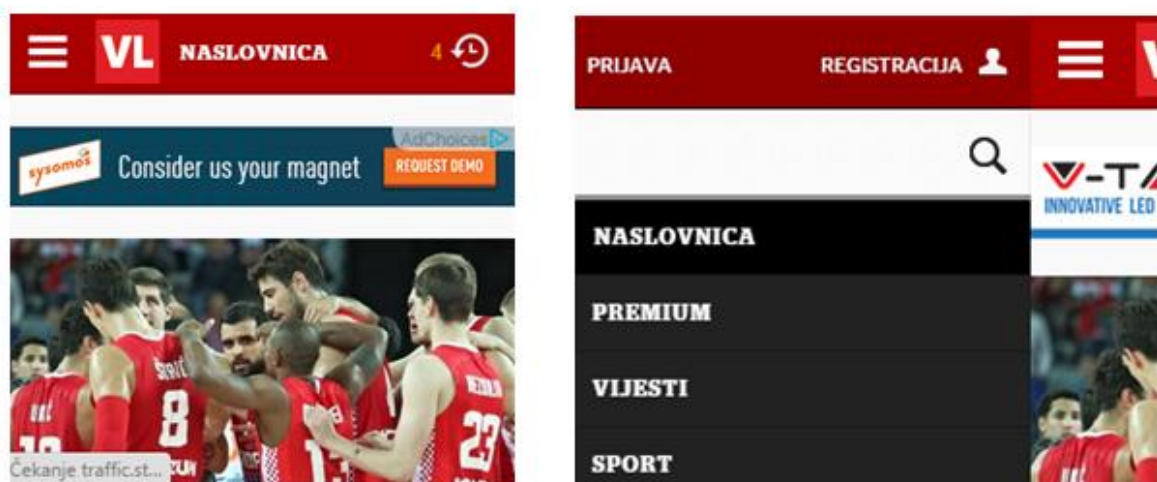 VL NASLOVNICA 4
AdChoices
sysomos Consider us your magnet REQUEST DEMO
ŠARIĆ
8
23
Čekanje traffic.st...
PRIJAVA REGISTRACIJA
INNOVATIVE LED
NASLOVNICA
PREMIUM
VIJESTI
SPORT